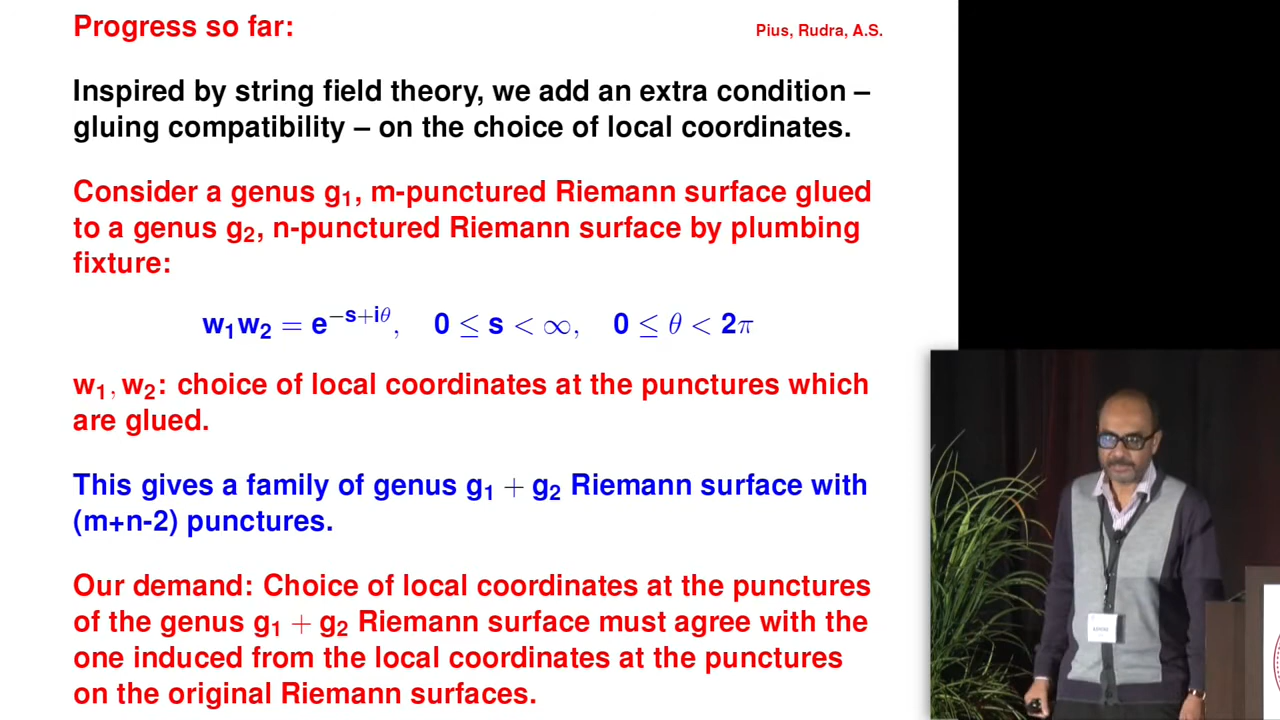 Progress so far:
Pius, Rudra, A.S.
Inspired by string field theory, we add an extra condition –
gluing compatibility – on the choice of local coordinates.
Consider a genus g₁, m-punctured Riemann surface glued
to a genus g₂, n-punctured Riemann surface by plumbing
fixture:
w₁w₂ = e^{−s+iθ}, 0 ≤ s < ∞, 0 ≤ θ < 2π
w₁, w₂: choice of local coordinates at the punctures which
are glued.
This gives a family of genus g₁ + g₂ Riemann surface with
(m+n-2) punctures.
Our demand: Choice of local coordinates at the punctures
of the genus g₁ + g₂ Riemann surface must agree with the
one induced from the local coordinates at the punctures
on the original Riemann surfaces.